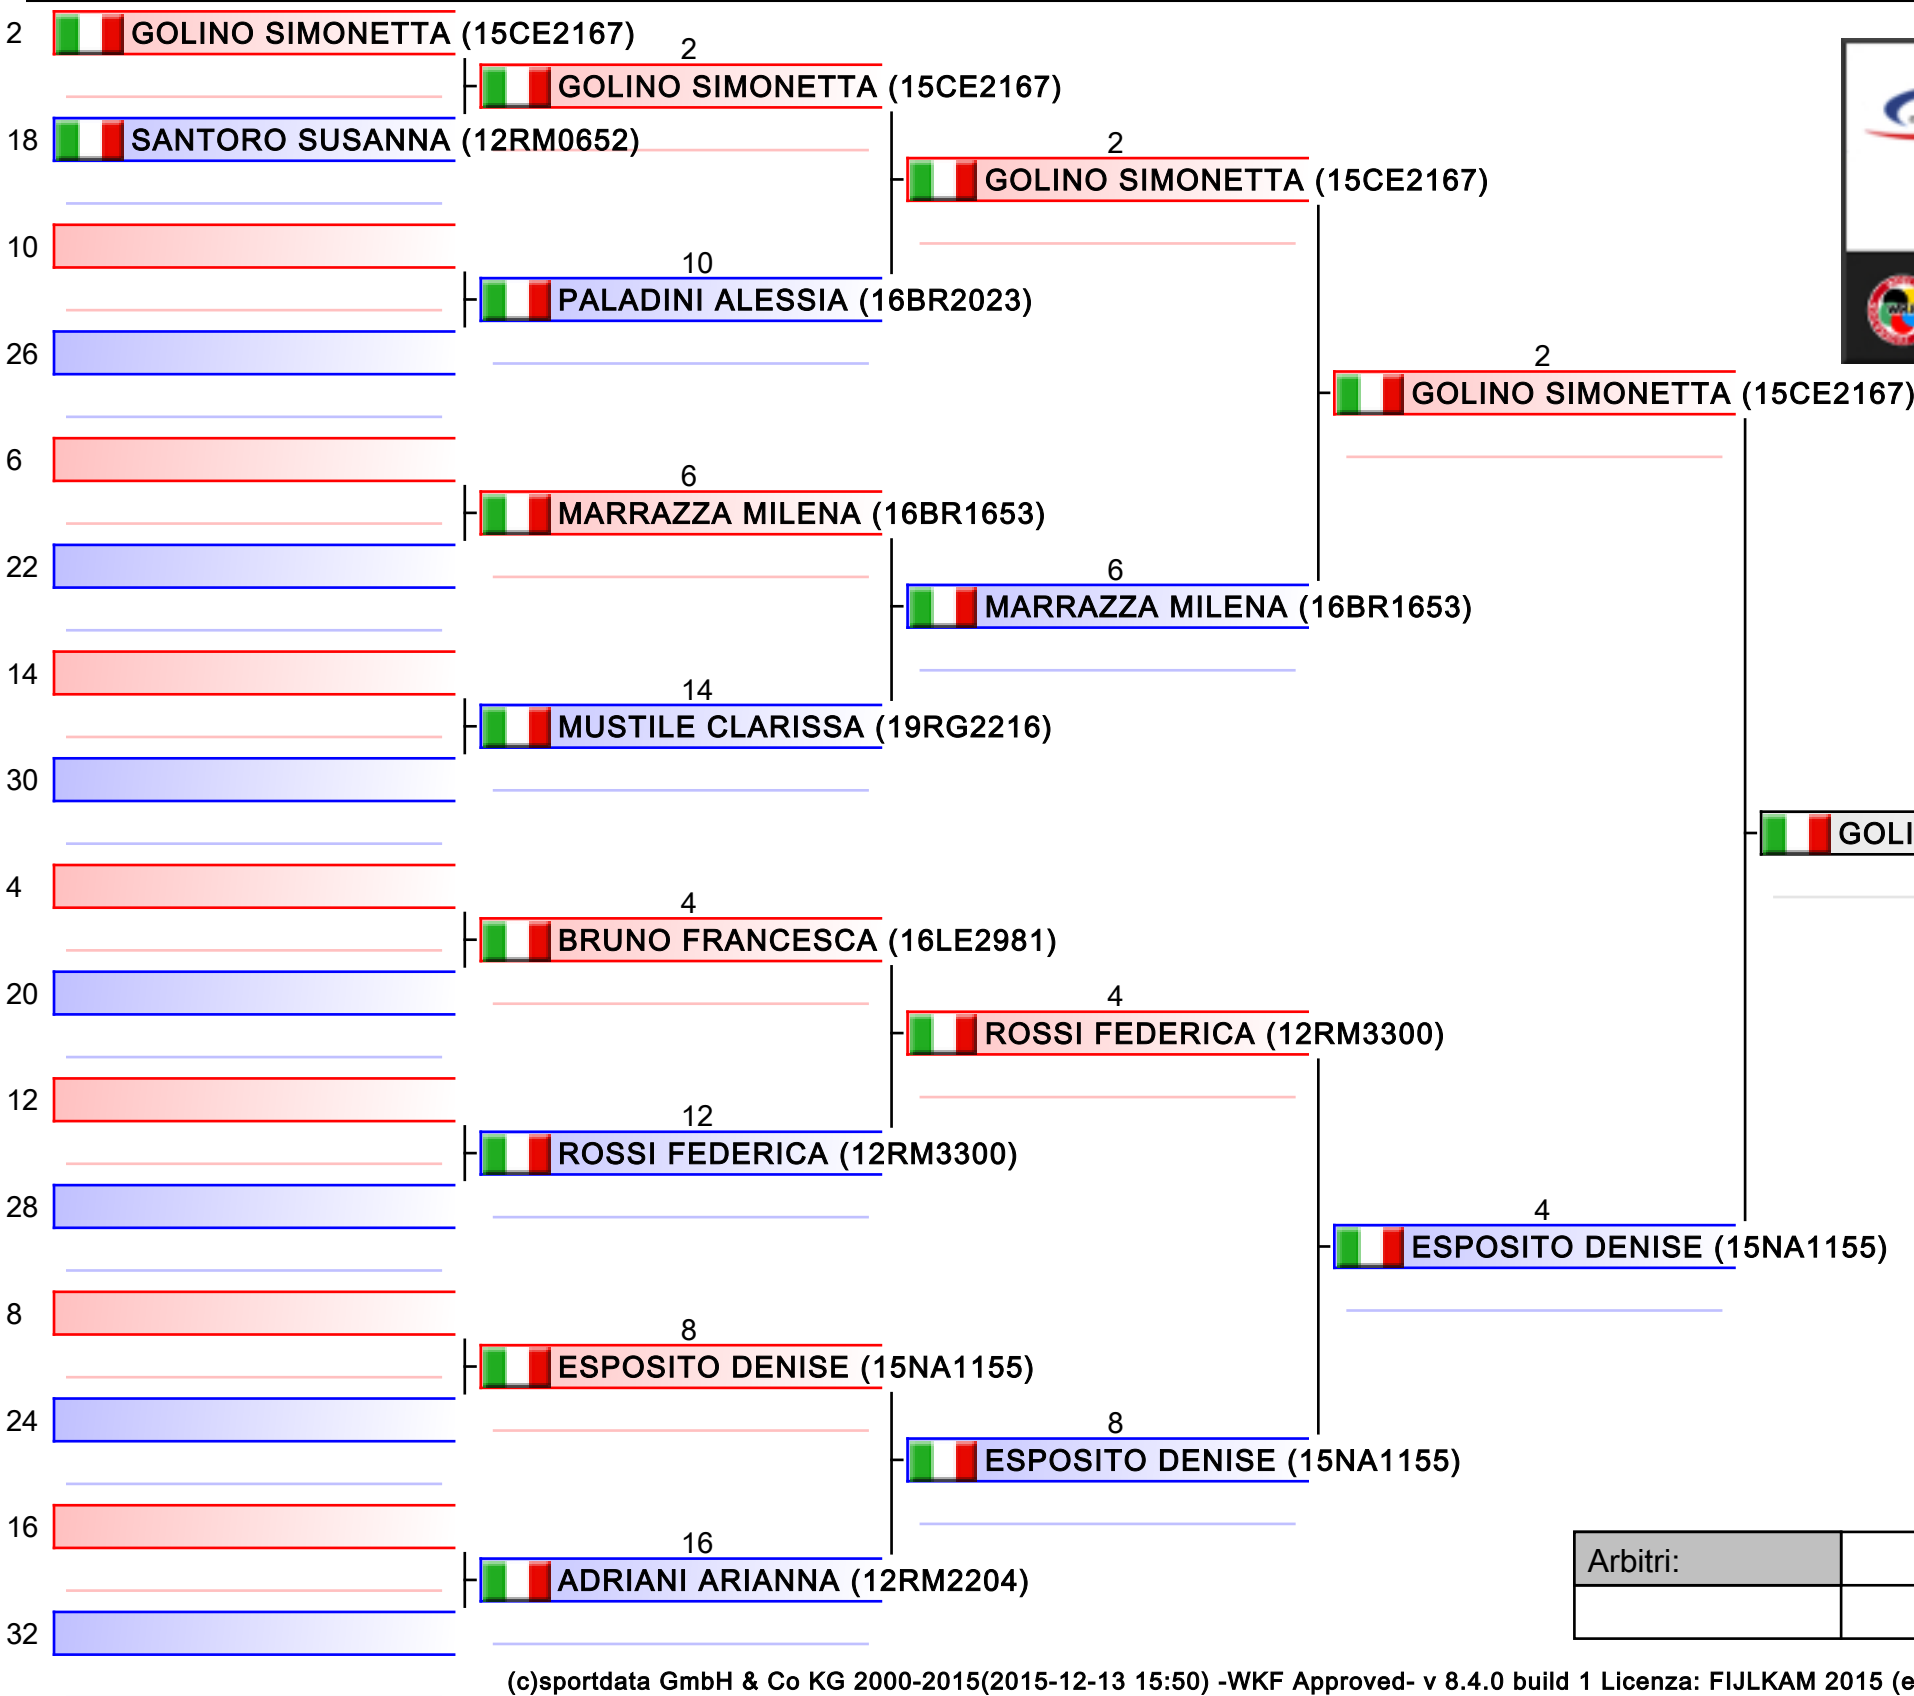 2 GOLINO SIMONETTA (15CE2167)
18 SANTORO SUSANNA (12RM0652)
10
26
6
22
14
30
4
20
12
28
8
24
16
32
2
GOLINO SIMONETTA (15CE2167)
10
PALADINI ALESSIA (16BR2023)
6
MARRAZZA MILENA (16BR1653)
14
MUSTILE CLARISSA (19RG2216)
4
BRUNO FRANCESCA (16LE2981)
12
ROSSI FEDERICA (12RM3300)
8
ESPOSITO DENISE (15NA1155)
16
ADRIANI ARIANNA (12RM2204)
2
GOLINO SIMONETTA (15CE2167)
6
MARRAZZA MILENA (16BR1653)
4
ROSSI FEDERICA (12RM3300)
8
ESPOSITO DENISE (15NA1155)
2
GOLINO SIMONETTA (15CE2167)
4
ESPOSITO DENISE (15NA1155)
GOLI
Arbitri:
(c)sportdata GmbH & Co KG 2000-2015(2015-12-13 15:50) -WKF Approved- v 8.4.0 build 1 Licenza: FIJLKAM 2015 (e